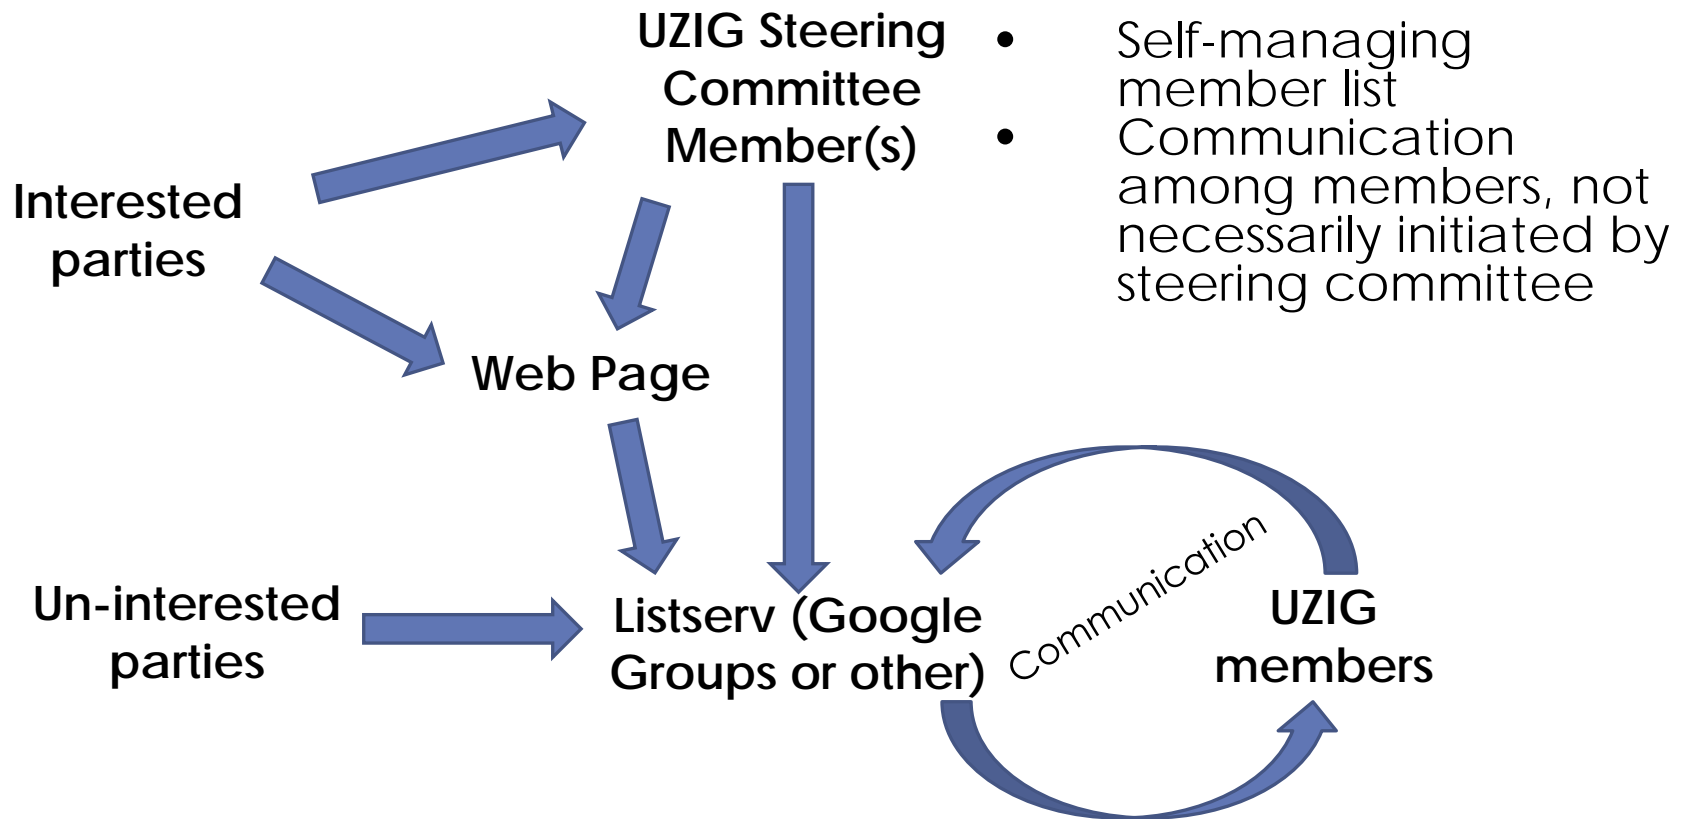 UZIG Steering
Committee
Member(s)
• Self-managing
member list
• Communication
among members, not
necessarily initiated by
steering committee
Interested
parties
Web Page
Un-interested
parties
Listserv (Google
Groups or other)
Communication
UZIG
members